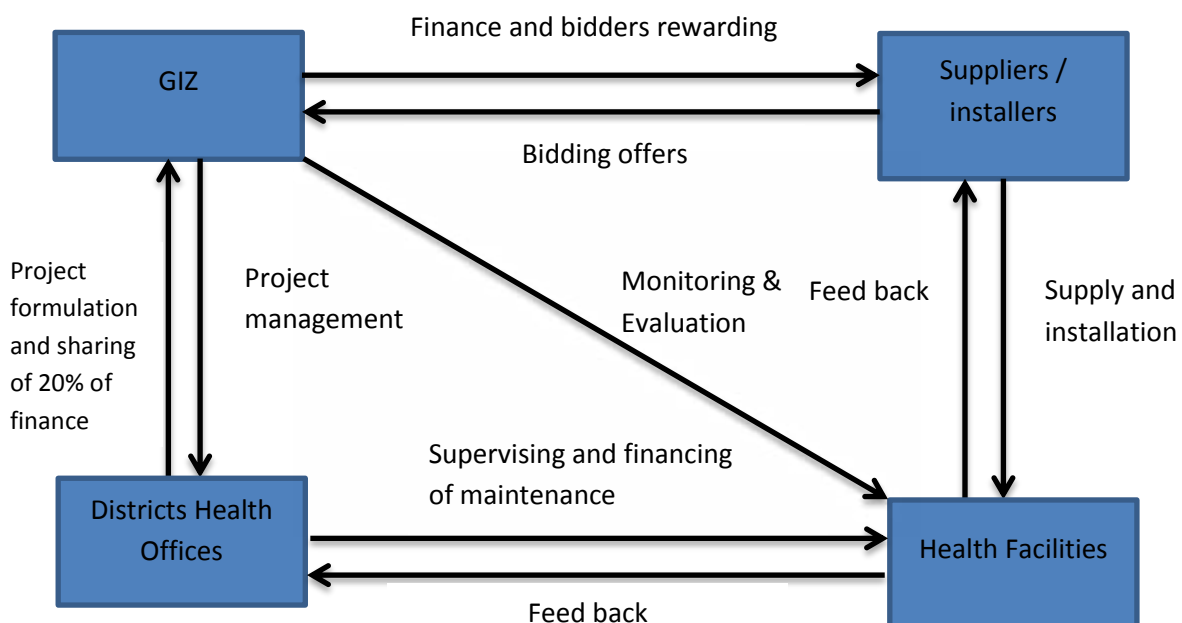 Finance and bidders rewarding
GIZ
Suppliers /
installers
Bidding offers
Project
formulation
and sharing
of 20% of
finance
Project
management
Monitoring &
Evaluation
Feed back
Supply and
installation
Supervising and financing
of maintenance
Districts Health
Offices
Health Facilities
Feed back